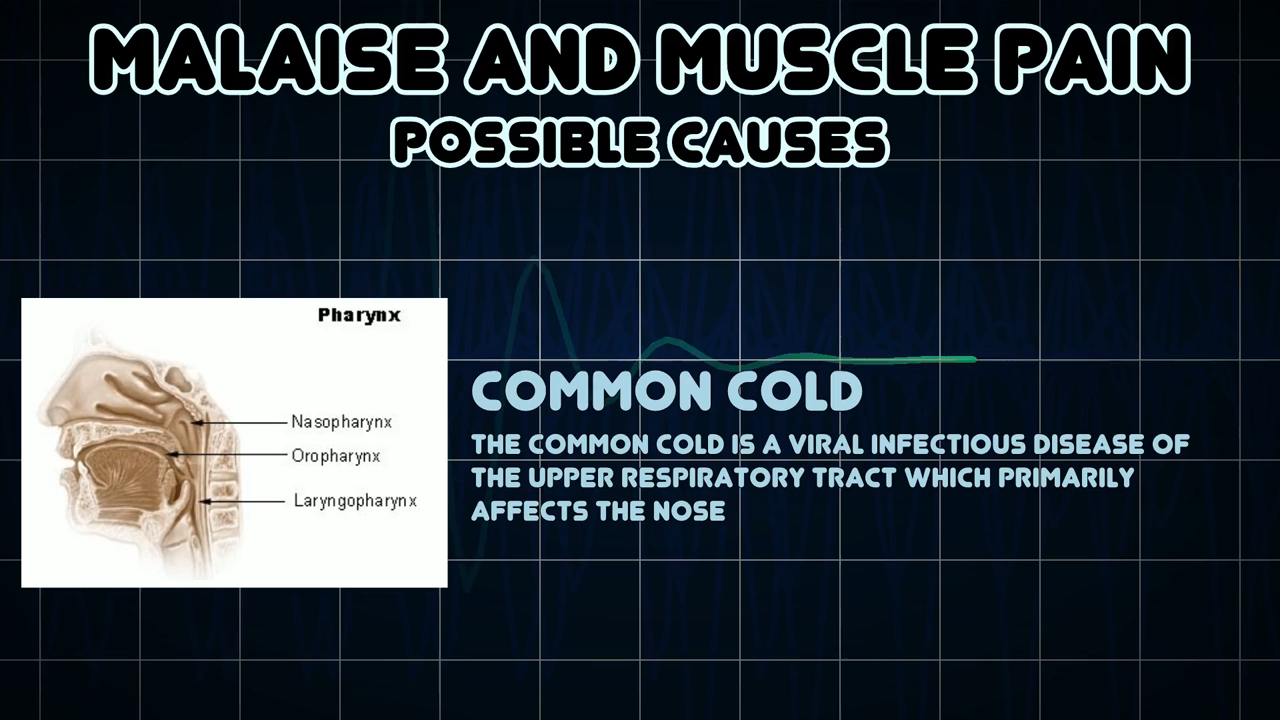 MALAISE AND MUSCLE PAIN
POSSIBLE CAUSES
Pharynx
Nasopharynx
Oropharynx
Laryngopharynx
COMMON COLD
THE COMMON COLD IS A VIRAL INFECTIOUS DISEASE OF
THE UPPER RESPIRATORY TRACT WHICH PRIMARILY
AFFECTS THE NOSE